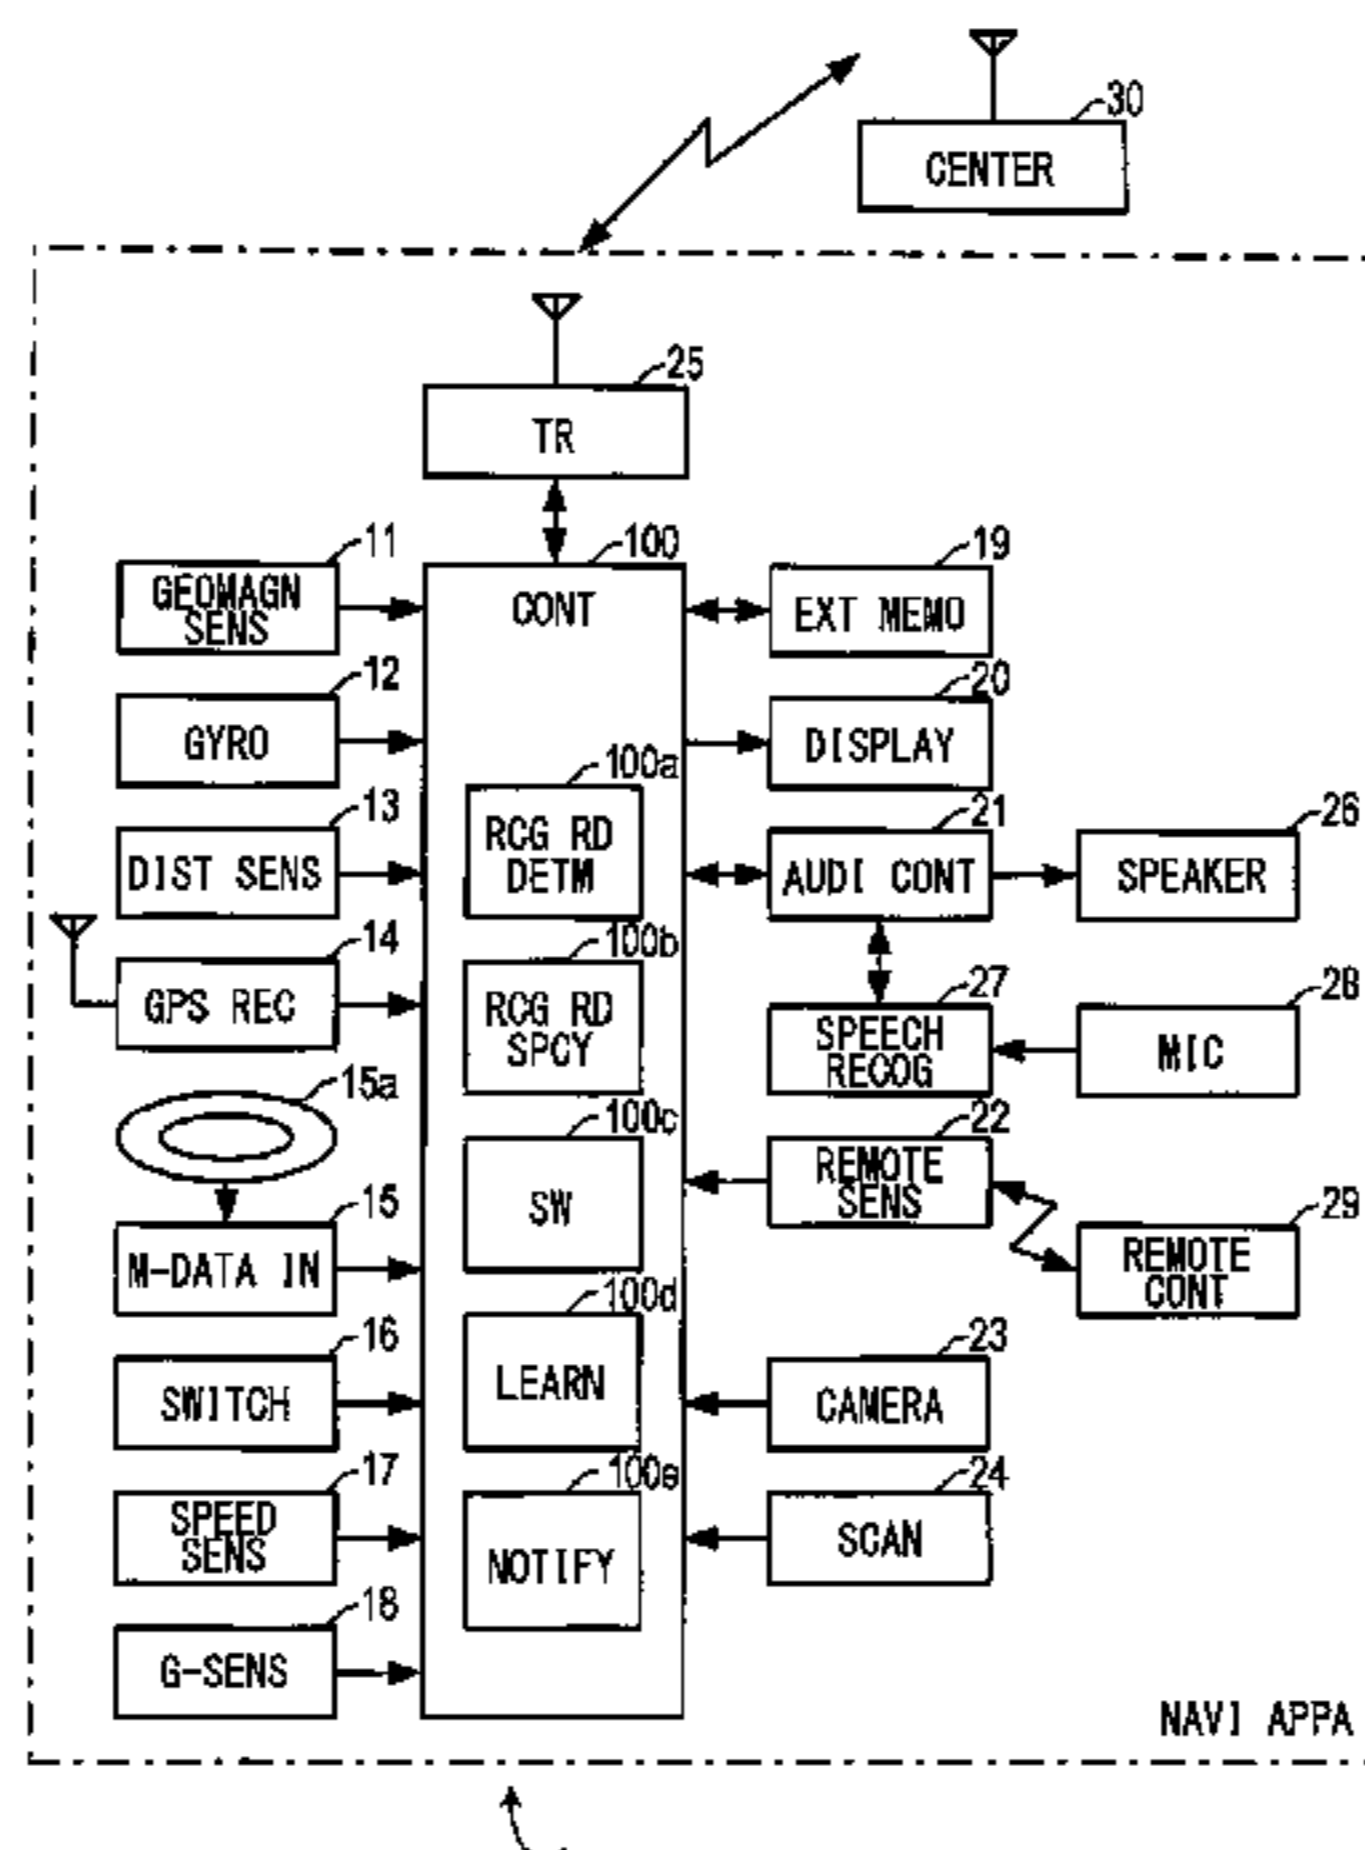 30
CENTER
25
TR
11
GEOMAGN
SENS
100
CONT
19
EXT MEMO
12
GYRO
20
DISPLAY
13
DIST SENS
100a
RCG RD
DETM
21
AUDI CONT
26
SPEAKER
14
GPS REC
100b
RCG RD
SPCY
27
SPEECH
RECOG
28
MIC
15a
100c
SW
22
REMOTE
SENS
15
M-DATA IN
29
REMOTE
CONT
16
SWITCH
100d
LEARN
23
CAMERA
17
SPEED
SENS
100e
NOTIFY
24
SCAN
18
G-SENS
NAVI APPA